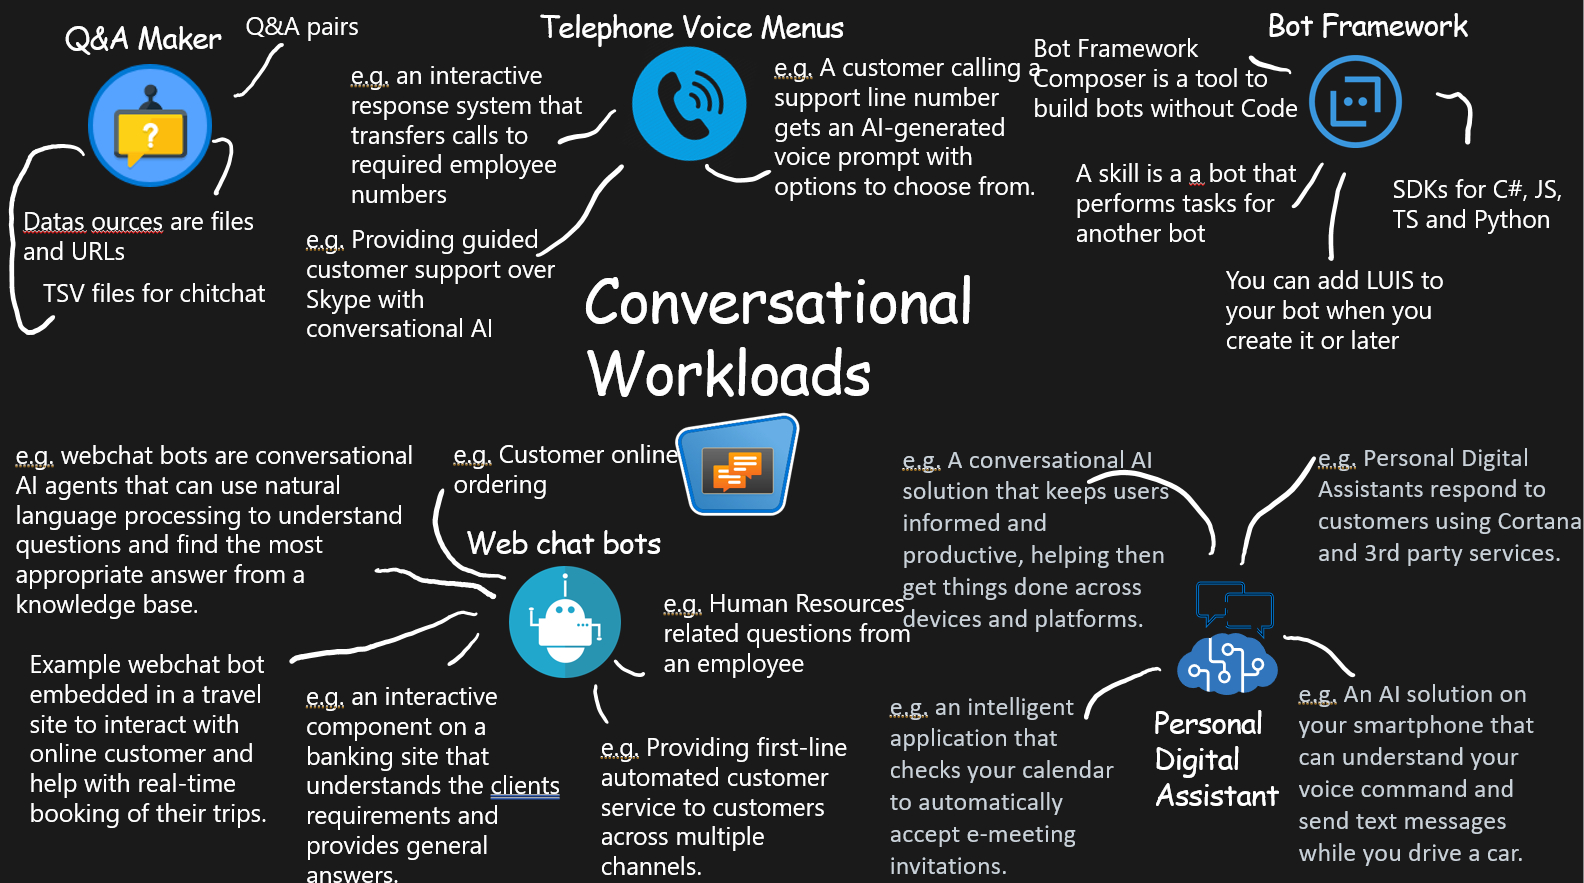 Q&A Maker
Q&A pairs
Datas ources are files
and URLs
TSV files for chitchat
Telephone Voice Menus
e.g. an interactive
response system that
transfers calls to
required employee
numbers
e.g. A customer calling a
support line number
gets an AI-generated
voice prompt with
options to choose from.
e.g. Providing guided
customer support over
Skype with
conversational AI
Bot Framework
Bot Framework
Composer is a tool to
build bots without Code
A skill is a a bot that
performs tasks for
another bot
SDKs for C#, JS,
TS and Python
You can add LUIS to
your bot when you
create it or later
Conversational
Workloads
e.g. webchat bots are conversational
AI agents that can use natural
language processing to understand
questions and find the most
appropriate answer from a
knowledge base.
e.g. Customer online
ordering
Web chat bots
e.g. Human Resources
related questions from
an employee
Example webchat bot
embedded in a travel
site to interact with
online customer and
help with real-time
booking of their trips.
e.g. an interactive
component on a
banking site that
understands the clients
requirements and
provides general
answers.
e.g. Providing first-line
automated customer
service to customers
across multiple
channels.
e.g. A conversational AI
solution that keeps users
informed and
productive, helping then
get things done across
devices and platforms.
e.g. Personal Digital
Assistants respond to
customers using Cortana
and 3rd party services.
e.g. an intelligent
application that
checks your calendar
to automatically
accept e-meeting
invitations.
Personal
Digital
Assistant
e.g. An AI solution on
your smartphone that
can understand your
voice command and
send text messages
while you drive a car.